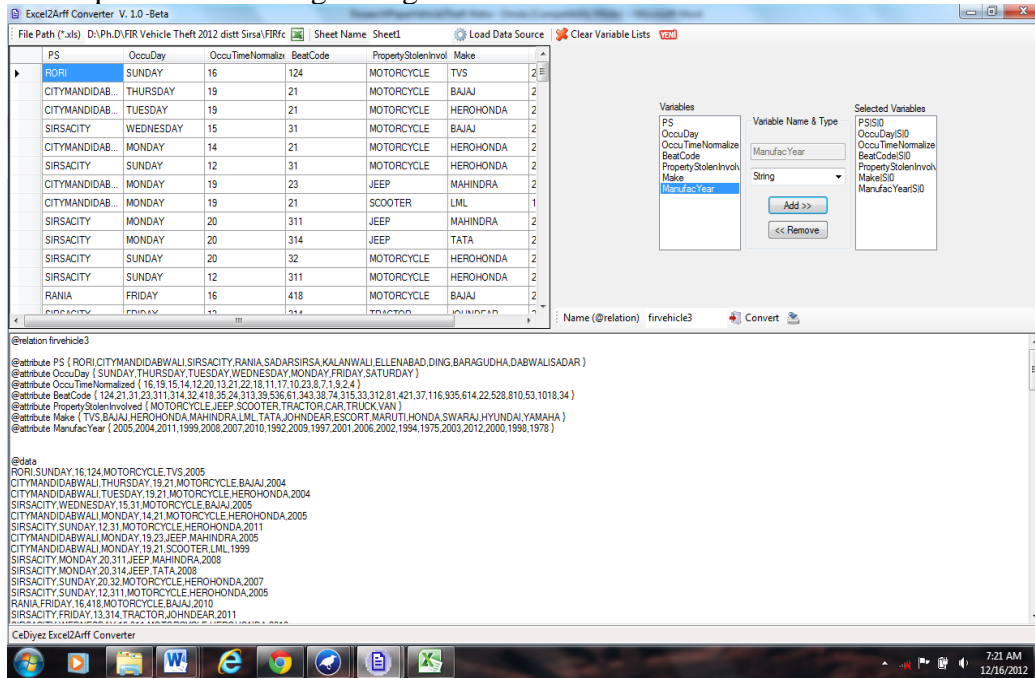 Excel2Arff Converter V. 1.0 -Beta
File Path (*.xls) D:\Ph.D\FIR Vehicle Theft 2012 distt Sirsa\FIRfc Sheet Name Sheet1 Load Data Source Clear Variable Lists YEN!
PS OccuDay OccuTimeNormalize BeatCode PropertyStolenInvol Make
RORI SUNDAY 16 124 MOTORCYCLE TVS 2
CITYMANDIDAB... THURSDAY 19 21 MOTORCYCLE BAJAJ 2
CITYMANDIDAB... TUESDAY 19 21 MOTORCYCLE HEROHONDA 2
SIRSACITY WEDNESDAY 15 31 MOTORCYCLE BAJAJ 2
CITYMANDIDAB... MONDAY 14 21 MOTORCYCLE HEROHONDA 2
SIRSACITY SUNDAY 12 31 MOTORCYCLE HEROHONDA 2
CITYMANDIDAB... MONDAY 19 23 JEEP MAHINDRA 2
CITYMANDIDAB... MONDAY 19 21 SCOOTER LML 1
SIRSACITY MONDAY 20 311 JEEP MAHINDRA 2
SIRSACITY MONDAY 20 314 JEEP TATA 2
SIRSACITY SUNDAY 20 32 MOTORCYCLE HEROHONDA 2
SIRSACITY SUNDAY 12 311 MOTORCYCLE HEROHONDA 2
RANIA FRIDAY 16 418 MOTORCYCLE BAJAJ 2
Variables
PS
OccuDay
OccuTimeNormalize
BeatCode
PropertyStolenInvolv
Make
ManufacYear
Variable Name & Type
ManufacYear
String
Add >>
<< Remove
Selected Variables
PS|S|0
OccuDay|S|0
OccuTimeNormalize
BeatCode|S|0
PropertyStolenInvolv
Make|S|0
ManufacYear|S|0
Name (@relation) firvehicle3 Convert
@relation firvehicle3
@attribute PS { RORI,CITYMANDIDABWALI,SIRSACITY,RANIA,SADARSIRSA,KALANWALI,ELLENABAD,DING,BARAGUDHA,DABWALISADAR }
@attribute OccuDay { SUNDAY,THURSDAY,TUESDAY,WEDNESDAY,MONDAY,FRIDAY,SATURDAY }
@attribute OccuTimeNormalized { 16,19,15,14,12,20,13,21,22,18,11,17,10,23,8,7,1,9,2,4 }
@attribute BeatCode { 124,21,31,23,311,314,32,418,35,24,313,39,536,61,343,38,74,315,33,312,81,421,37,116,935,614,22,528,810,53,1018,34 }
@attribute PropertyStolenInvolved { MOTORCYCLE,JEEP,SCOOTER,TRACTOR,CAR,TRUCK,VAN }
@attribute Make { TVS,BAJAJ,HEROHONDA,MAHINDRA,LML,TATA,JOHNDEAR,ESCORT,MARUTI,HONDA,SWARAJ,HYUNDAI,YAMAHA }
@attribute ManufacYear { 2005,2004,2011,1999,2008,2007,2010,1992,2009,1997,2001,2006,2002,1994,1975,2003,2012,2000,1998,1978 }
@data
RORI,SUNDAY,16,124,MOTORCYCLE,TVS,2005
CITYMANDIDABWALI,THURSDAY,19,21,MOTORCYCLE,BAJAJ,2004
CITYMANDIDABWALI,TUESDAY,19,21,MOTORCYCLE,HEROHONDA,2004
SIRSACITY,WEDNESDAY,15,31,MOTORCYCLE,BAJAJ,2005
CITYMANDIDABWALI,MONDAY,14,21,MOTORCYCLE,HEROHONDA,2005
SIRSACITY,SUNDAY,12,31,MOTORCYCLE,HEROHONDA,2011
CITYMANDIDABWALI,MONDAY,19,23,JEEP,MAHINDRA,2005
CITYMANDIDABWALI,MONDAY,19,21,SCOOTER,LML,1999
SIRSACITY,MONDAY,20,311,JEEP,MAHINDRA,2008
SIRSACITY,MONDAY,20,314,JEEP,TATA,2008
SIRSACITY,SUNDAY,20,32,MOTORCYCLE,HEROHONDA,2007
SIRSACITY,SUNDAY,12,311,MOTORCYCLE,HEROHONDA,2005
RANIA,FRIDAY,16,418,MOTORCYCLE,BAJAJ,2010
SIRSACITY,FRIDAY,13,314,TRACTOR,JOHNDEAR,2011
CeDiyez Excel2Arff Converter
7:21 AM
12/16/2012